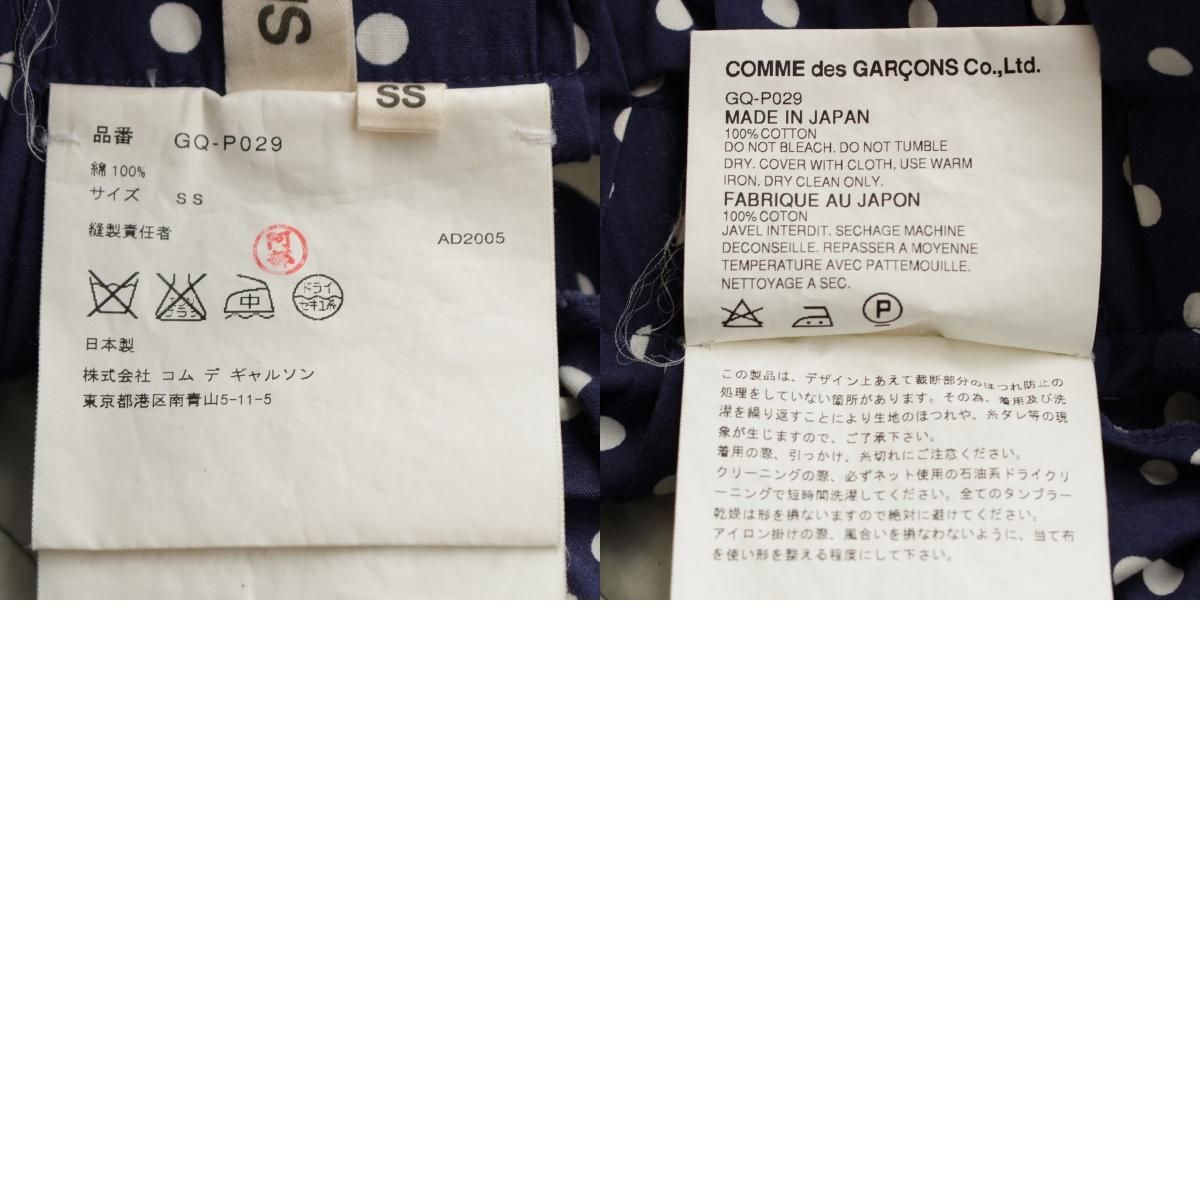 SS
SS
品番 GQ-P029
綿 100%
サイズ SS
縫製責任者
AD2005
中
ドライ
セキユ系
日本製
株式会社 コム デ ギャルソン
東京都港区南青山5-11-5
COMME des GARÇONS Co.,Ltd.
GQ-P029
MADE IN JAPAN
100% COTTON
DO NOT BLEACH. DO NOT TUMBLE
DRY. COVER WITH CLOTH, USE WARM
IRON. DRY CLEAN ONLY.
FABRIQUE AU JAPON
100% COTON
JAVEL INTERDIT. SECHAGE MACHINE
DECONSEILLE. REPASSER A MOYENNE
TEMPERATURE AVEC PATTEMOUILLE.
NETTOYAGE A SEC.
P
この製品は、デザイン上あえて裁断部分のほつれ防止の
処理をしていない箇所があります。その為、着用及び洗
濯を繰り返すことにより生地のほつれや、糸ダレ等の現
象が生じますので、ご了承下さい。
着用の際、引っかけ、糸切れにご注意ください。
クリーニングの際、必ずネット使用の石油系ドライクリ
ーニングで短時間洗濯してください。全てのタンブラー
乾燥は形を損ないますので絶対に避けてください。
アイロン掛けの際、風合いを損なわないように、当て布
を使い形を整える程度にして下さい。